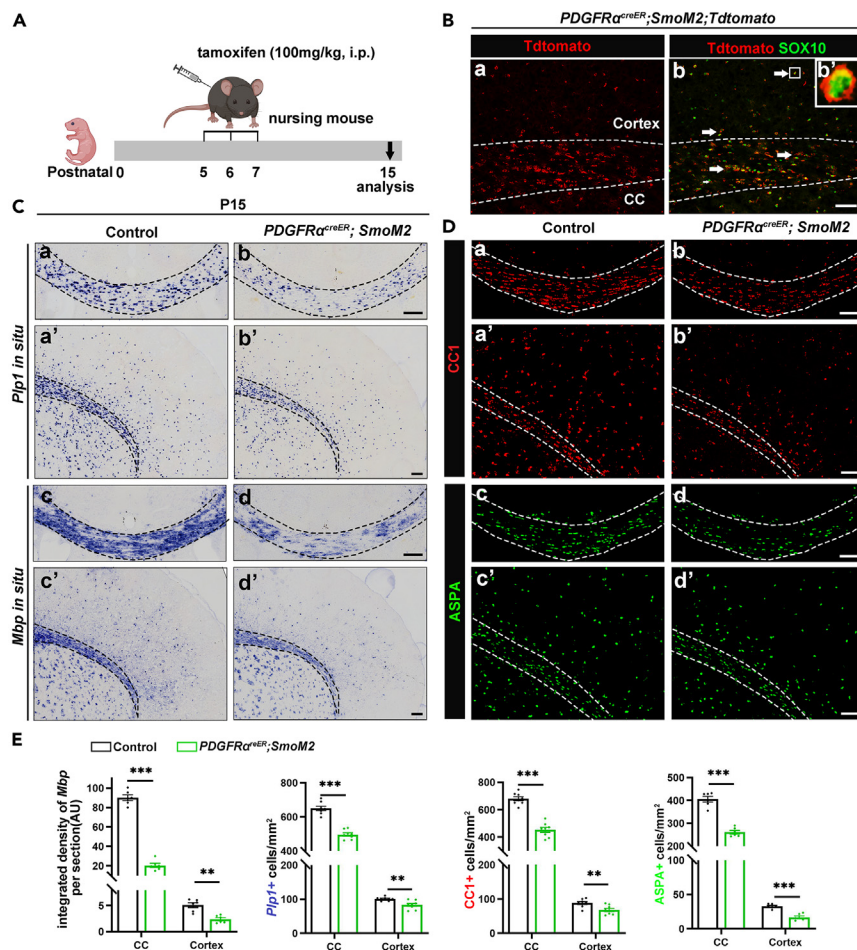 A
tamoxifen (100mg/kg, i.p.)
nursing mouse
Postnatal 0 5 6 7 15
analysis
B
PDGFRα^creER;SmoM2;Tdtomato
Tdtomato
Tdtomato SOX10
a
b
b'
Cortex
CC
C
P15
Control
PDGFRα^creER; SmoM2
Plp1 in situ
a
b
a'
b'
Mbp in situ
c
d
c'
d'
D
Control
PDGFRα^creER; SmoM2
CC1
a
b
a'
b'
ASPA
c
d
c'
d'
E
Control
PDGFRα^reER;SmoM2
integrated density of Mbp
per section(AU)
100
80
60
40
20
5
0
***
**
CC Cortex
Plp1+ cells/mm²
800
600
400
100
0
***
**
CC Cortex
CC1+ cells/mm²
800
600
400
100
0
***
**
CC Cortex
ASPA+ cells/mm²
500
400
300
200
100
50
0
***
***
CC Cortex